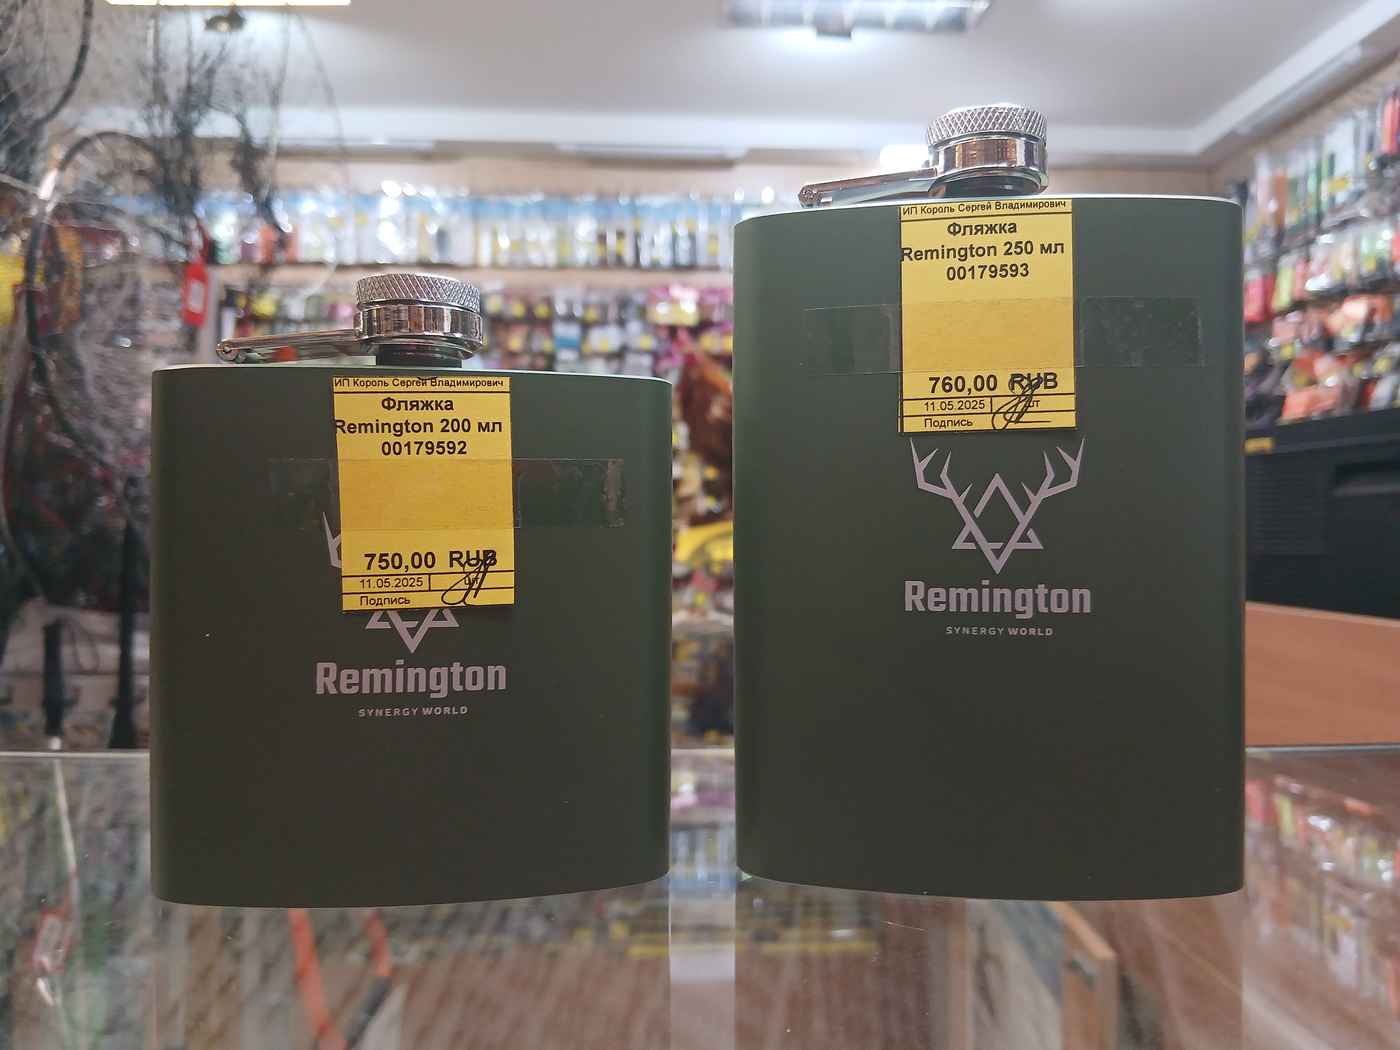 ИП Король Сергей Владимирович
Фляжка
Remington 200 мл
00179592
750,00 RUB
11.05.2025 шт
Подпись
Remington
SYNERGY WORLD
ИП Король Сергей Владимирович
Фляжка
Remington 250 мл
00179593
760,00 RUB
11.05.2025 шт
Подпись
Remington
SYNERGY WORLD